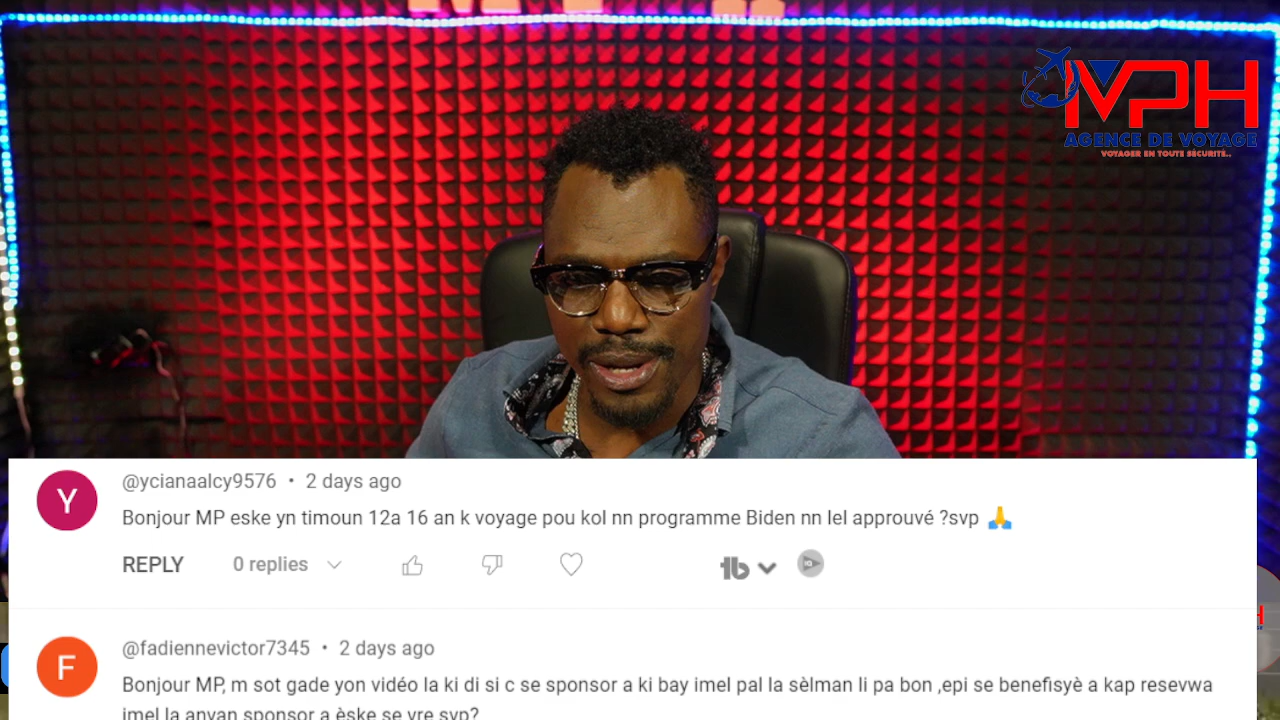 MPH
AGENCE DE VOYAGE
VOYAGER EN TOUTE SÉCURITÉ..
Y
@ycianaalcy9576 • 2 days ago
Bonjour MP eske yn timoun 12a 16 an k voyage pou kol nn programme Biden nn lel approuvé ?svp 🙏
REPLY 0 replies
F
@fadiennevictor7345 • 2 days ago
Bonjour MP, m sot gade yon vidéo la ki di si c se sponsor a ki bay imel pal la sèlman li pa bon ,epi se benefisyè a kap resevwa
imel la anvan sponsor a èske se vre svp?